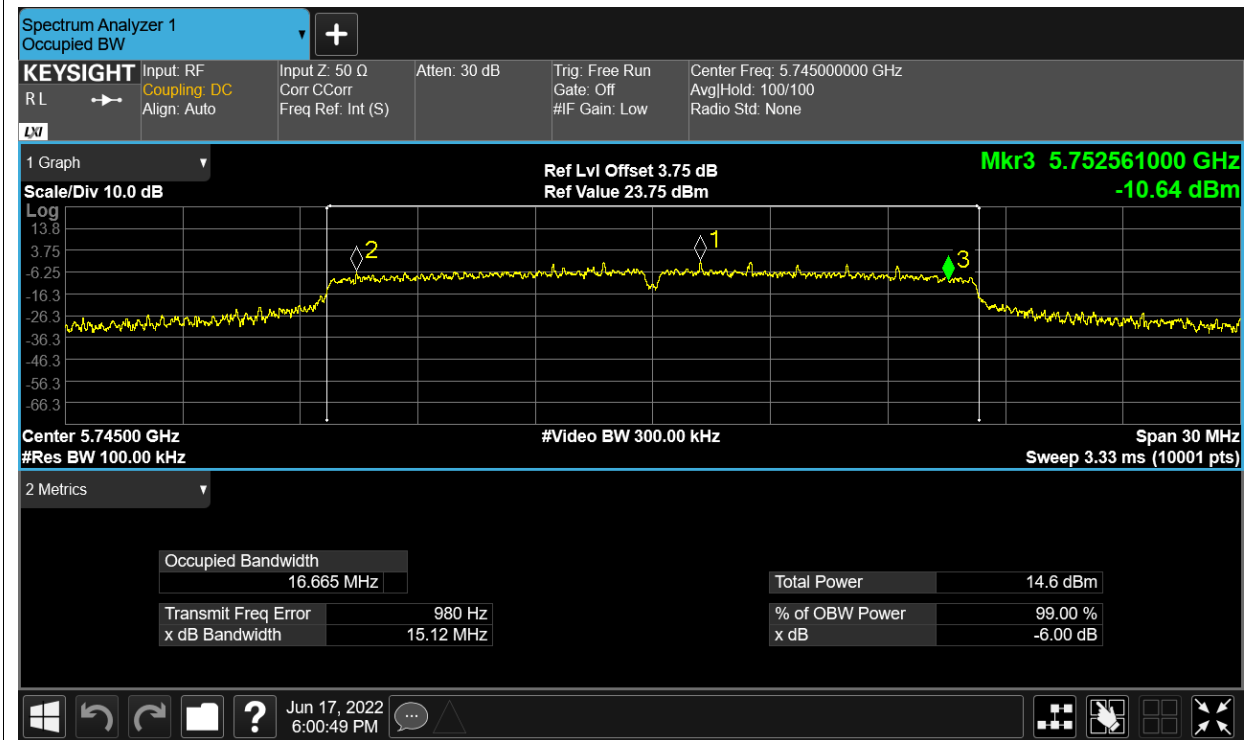 Spectrum Analyzer 1
Occupied BW
KEYSIGHT
R L
LXI
Input: RF
Coupling: DC
Align: Auto
Input Z: 50 Ω
Corr CCorr
Freq Ref: Int (S)
Atten: 30 dB
Trig: Free Run
Gate: Off
#IF Gain: Low
Center Freq: 5.745000000 GHz
Avg|Hold: 100/100
Radio Std: None
1 Graph
Scale/Div 10.0 dB
Ref Lvl Offset 3.75 dB
Ref Value 23.75 dBm
Mkr3 5.752561000 GHz
-10.64 dBm
Log
13.8
3.75
-6.25
-16.3
-26.3
-36.3
-46.3
-56.3
-66.3
2
1
3
Center 5.74500 GHz
#Res BW 100.00 kHz
#Video BW 300.00 kHz
Span 30 MHz
Sweep 3.33 ms (10001 pts)
2 Metrics
Occupied Bandwidth
16.665 MHz
Transmit Freq Error 980 Hz
x dB Bandwidth 15.12 MHz
Total Power 14.6 dBm
% of OBW Power 99.00 %
x dB -6.00 dB
?
Jun 17, 2022
6:00:49 PM